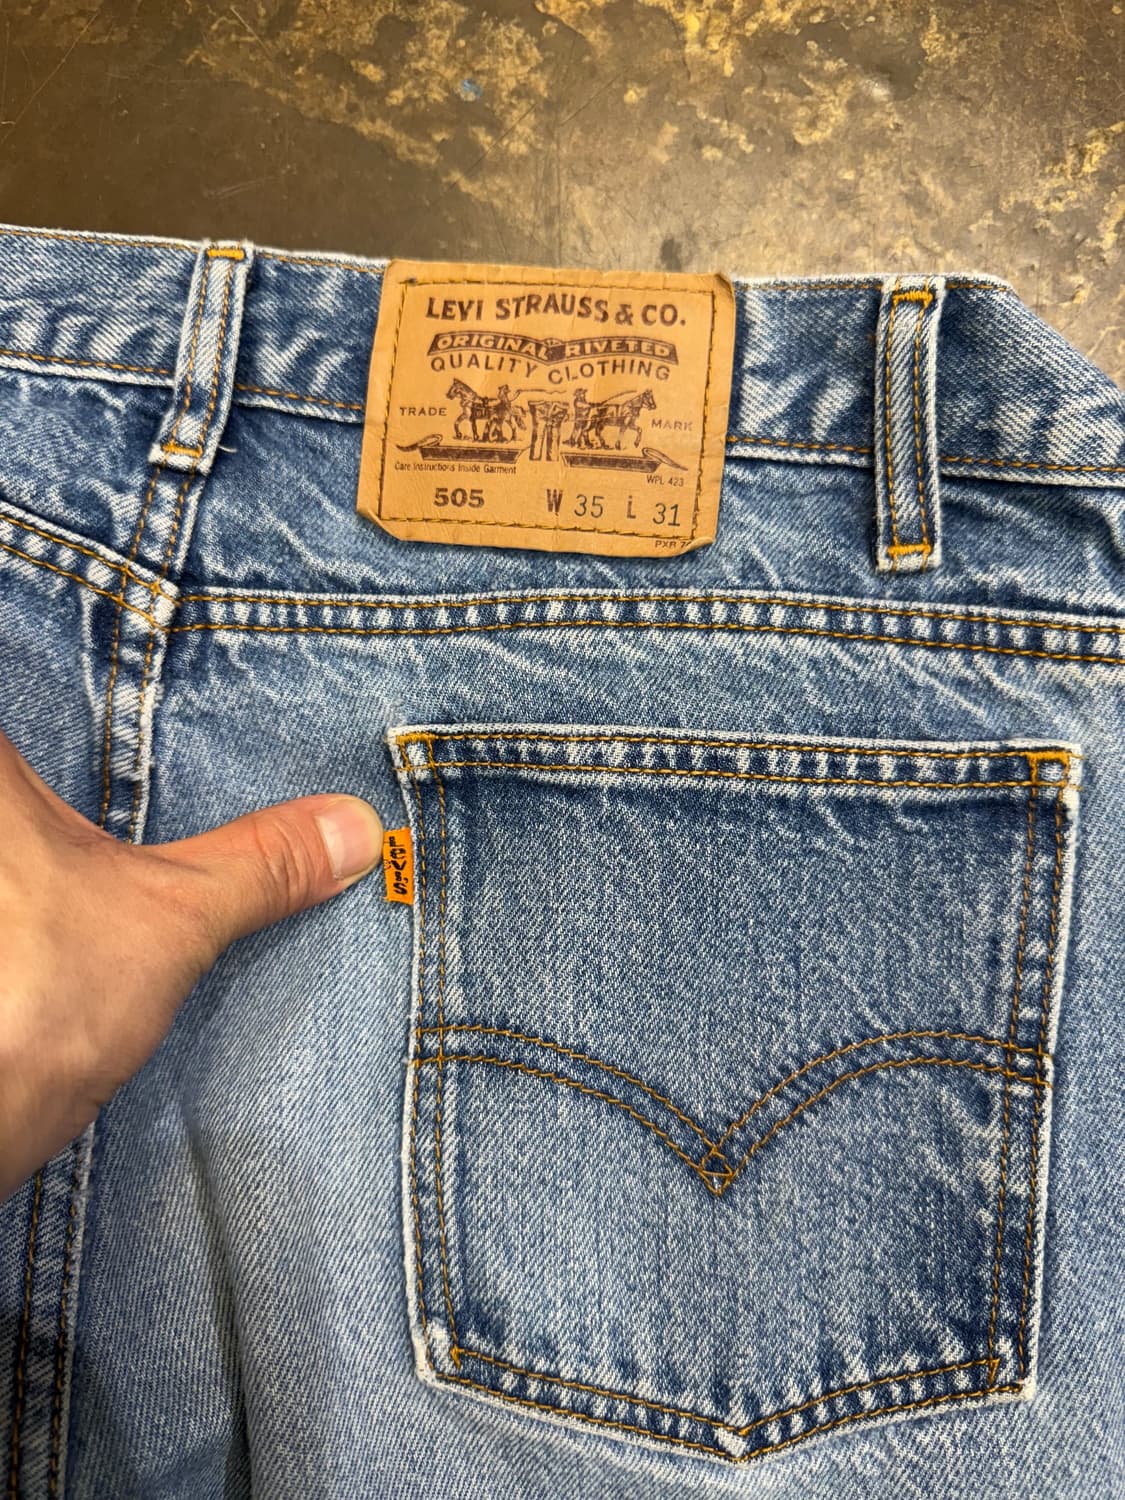 LEVI STRAUSS & CO.
ORIGINAL RIVETED
QUALITY CLOTHING
TRADE MARK
Care Instructions Inside Garment
WPL 423
505 W 35 L 31
PXR
LEVI'S